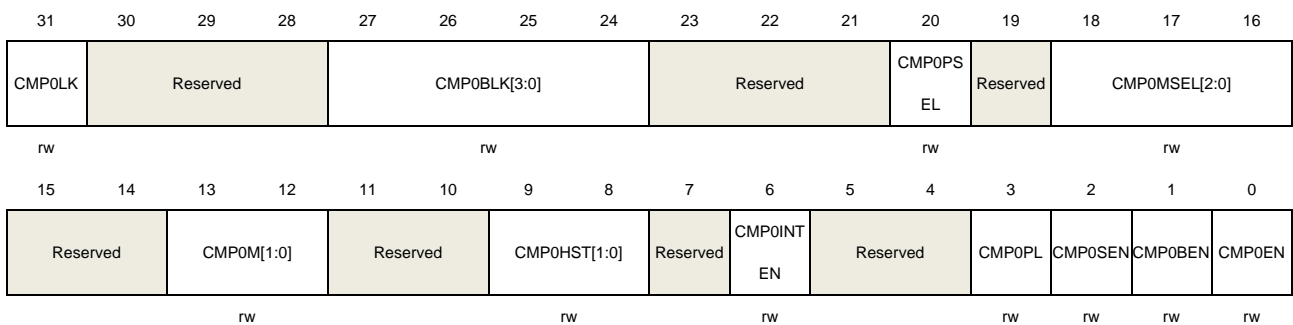 31 30 29 28 27 26 25 24 23 22 21 20 19 18 17 16
CMP0LK Reserved CMP0BLK[3:0] Reserved CMP0PS EL Reserved CMP0MSEL[2:0]
rw rw rw rw
15 14 13 12 11 10 9 8 7 6 5 4 3 2 1 0
Reserved CMP0M[1:0] Reserved CMP0HST[1:0] Reserved CMP0INT EN Reserved CMP0PL CMP0SEN CMP0BEN CMP0EN
rw rw rw rw rw rw rw